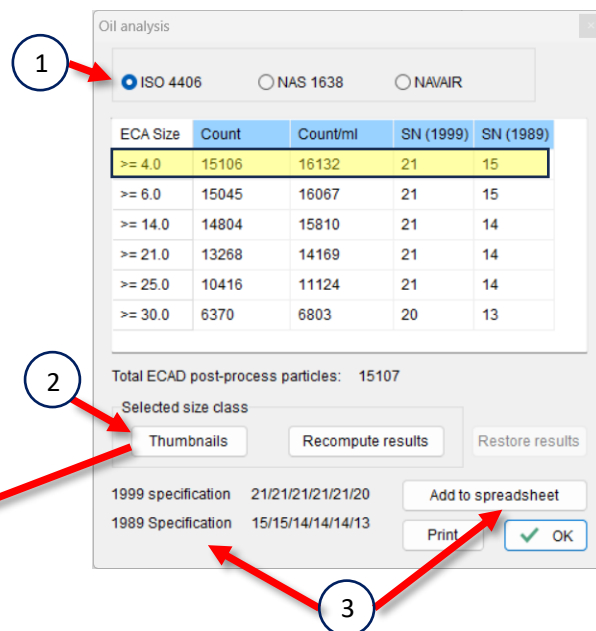 Oil analysis
1
ISO 4406 NAS 1638 NAVAIR
ECA Size Count Count/ml SN (1999) SN (1989)
>= 4.0 15106 16132 21 15
>= 6.0 15045 16067 21 15
>= 14.0 14804 15810 21 14
>= 21.0 13268 14169 21 14
>= 25.0 10416 11124 21 14
>= 30.0 6370 6803 20 13
Total ECAD post-process particles: 15107
2
Selected size class
Thumbnails Recompute results Restore results
1999 specification 21/21/21/21/21/20 Add to spreadsheet
1989 Specification 15/15/14/14/14/13
Print OK
3